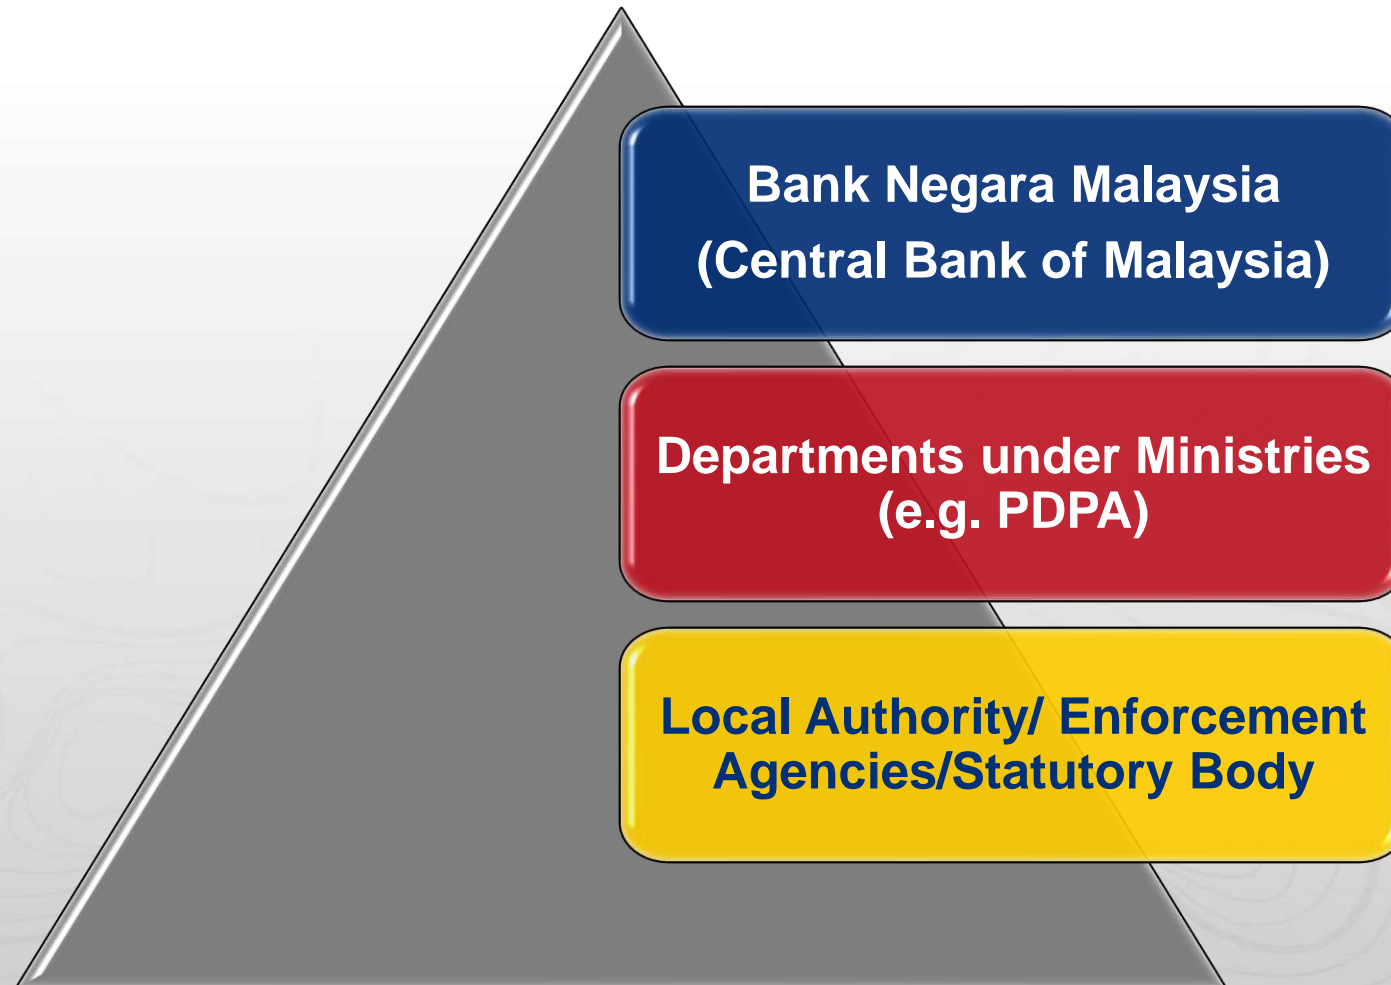 Bank Negara Malaysia
(Central Bank of Malaysia)
Departments under Ministries
(e.g. PDPA)
Local Authority/ Enforcement
Agencies/Statutory Body